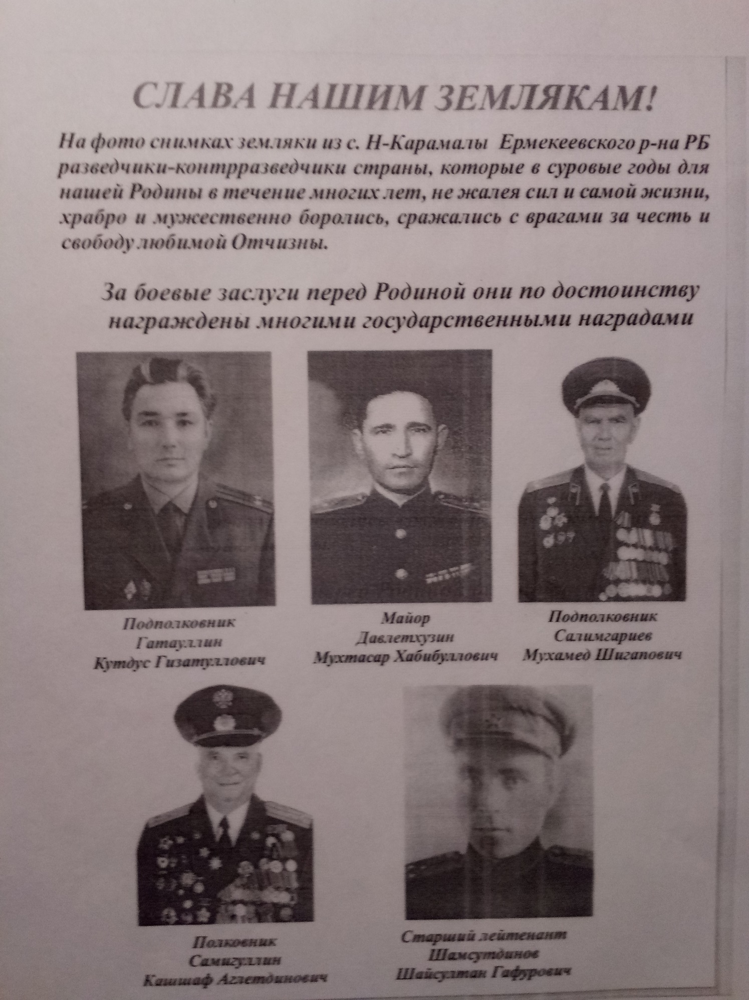 СЛАВА НАШИМ ЗЕМЛЯКАМ!
На фото снимках земляки из с. Н-Карамалы Ермекеевского р-на РБ
разведчики-контрразведчики страны, которые в суровые годы для
нашей Родины в течение многих лет, не жалея сил и самой жизни,
храбро и мужественно боролись, сражались с врагами за честь и
свободу любимой Отчизны.
За боевые заслуги перед Родиной они по достоинству
награждены многими государственными наградами
Подполковник
Гатауллин
Кутдус Гизатуллович
Майор
Давлетхузин
Мухтасар Хабибуллович
Подполковник
Салимгариев
Мухамед Шигапович
Полковник
Самигуллин
Кашшаф Аглетдинович
Старший лейтенант
Шамсутдинов
Шайсултан Гафурович